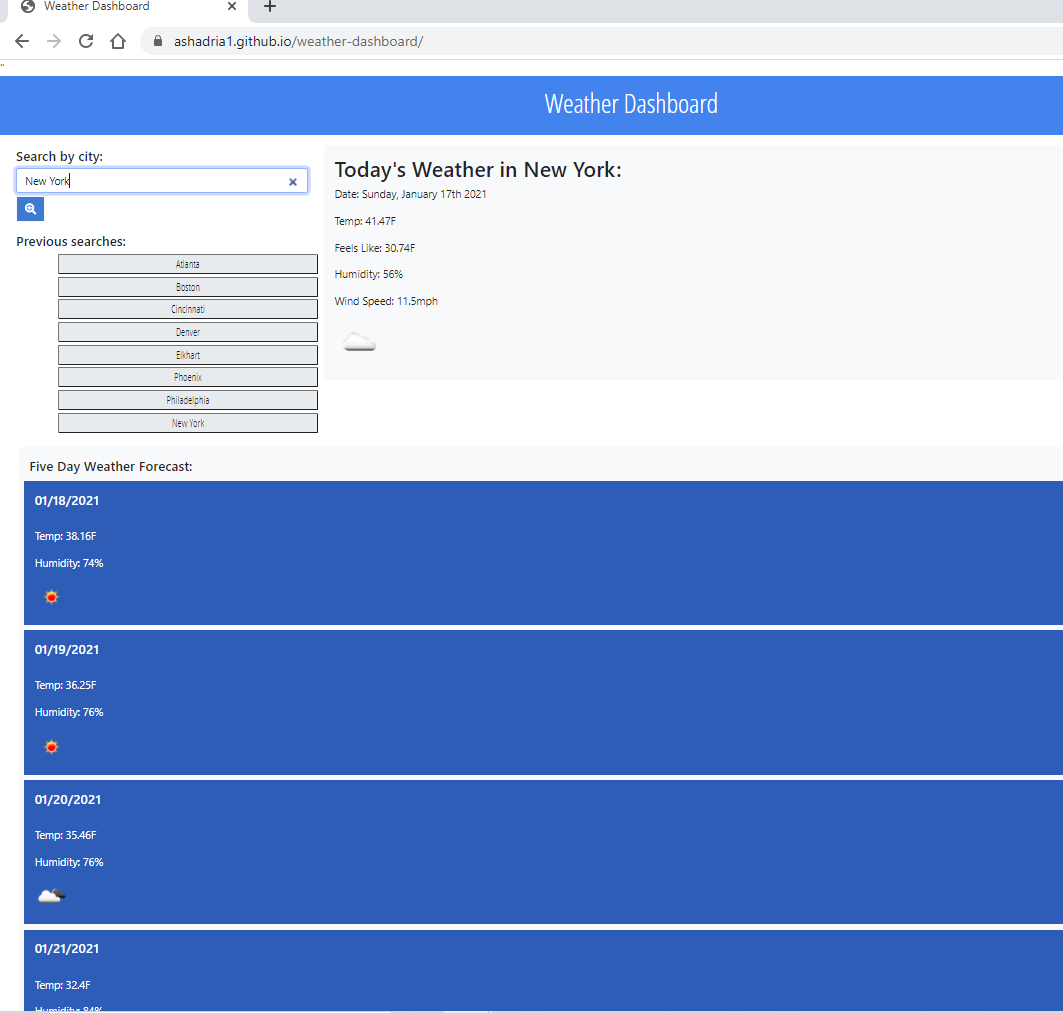 Weather Dashboard
ashadria1.github.io/weather-dashboard/
Weather Dashboard
Search by city:
New York
Previous searches:
Atlanta
Boston
Cincinnati
Denver
Elkhart
Phoenix
Philadelphia
New York
Today's Weather in New York:
Date: Sunday, January 17th 2021
Temp: 41.47F
Feels Like: 30.74F
Humidity: 56%
Wind Speed: 11.5mph
Five Day Weather Forecast:
01/18/2021
Temp: 38.16F
Humidity: 74%
01/19/2021
Temp: 36.25F
Humidity: 76%
01/20/2021
Temp: 35.46F
Humidity: 76%
01/21/2021
Temp: 32.4F
Humidity: 84%